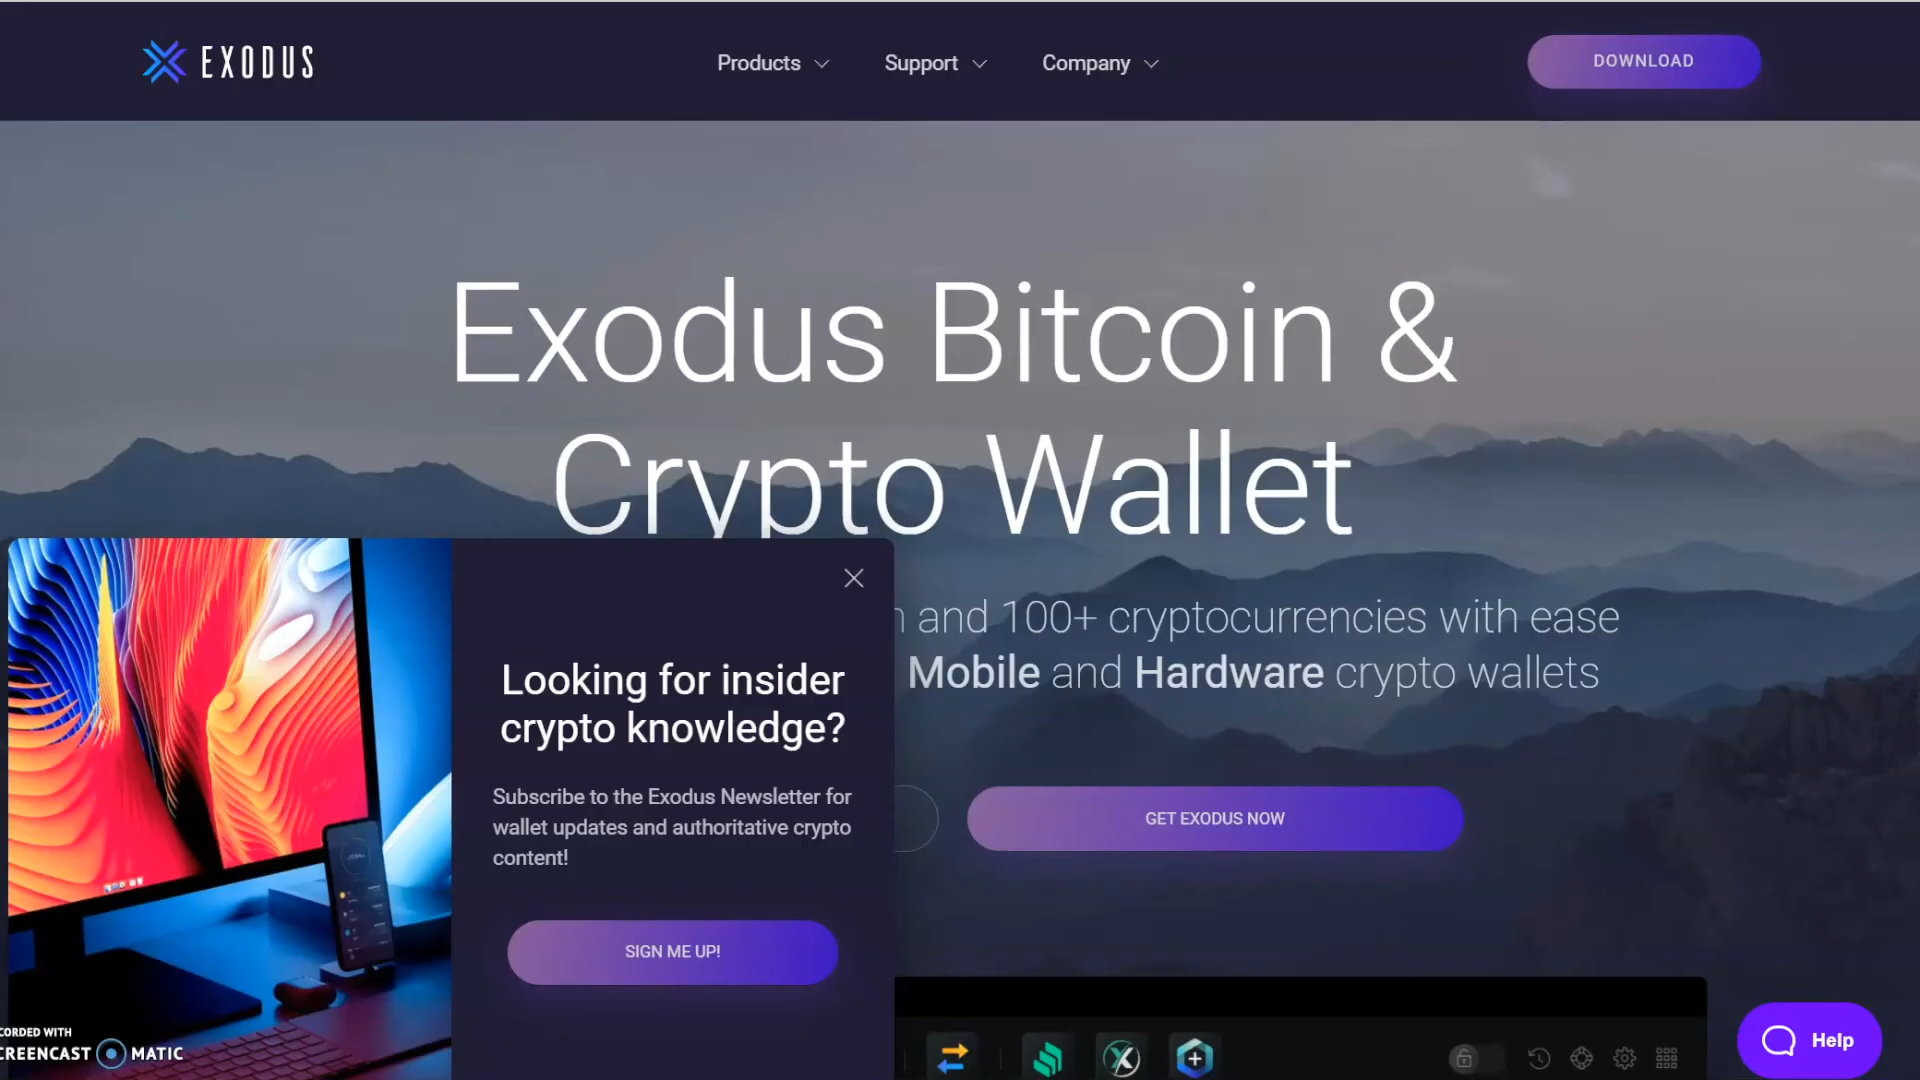 EXODUS
Products
Support
Company
DOWNLOAD
Exodus Bitcoin &
Crypto Wallet
and 100+ cryptocurrencies with ease
Mobile and Hardware crypto wallets
GET EXODUS NOW
Looking for insider
crypto knowledge?
Subscribe to the Exodus Newsletter for
wallet updates and authoritative crypto
content!
SIGN ME UP!
CORDED WITH
CREENCAST MATIC
Help